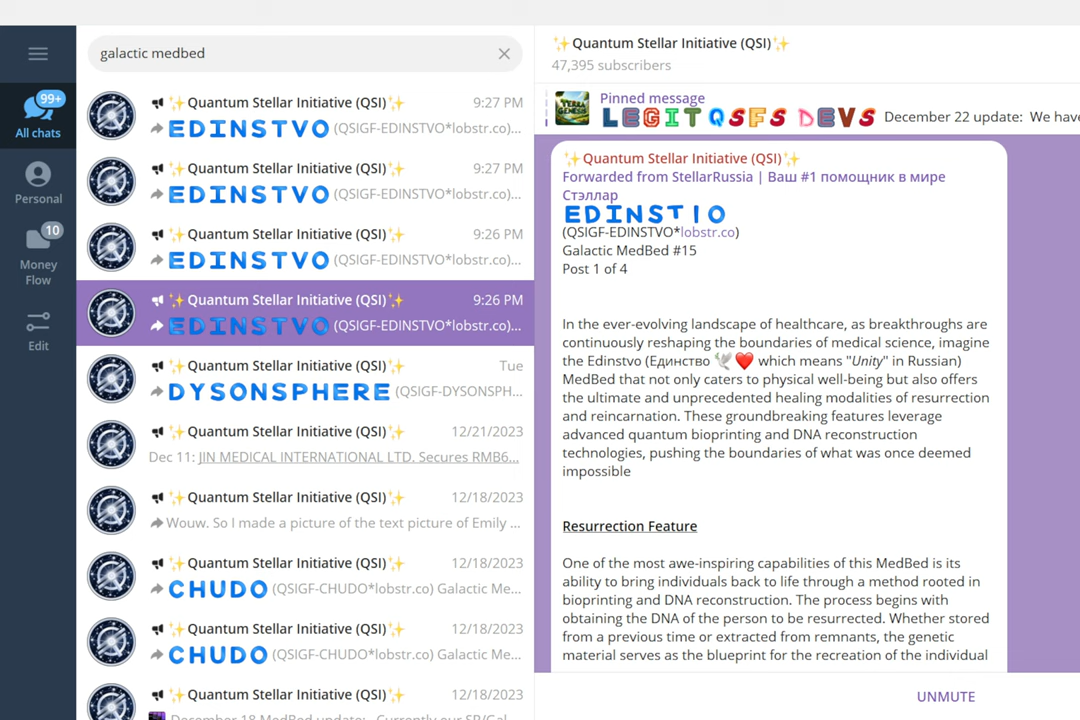 99+
All chats
Personal
10
Money
Flow
Edit
galactic medbed
✨Quantum Stellar Initiative (QSI)✨ 9:27 PM
EDINSTVO (QSIGF-EDINSTVO*lobstr.co)...
✨Quantum Stellar Initiative (QSI)✨ 9:27 PM
EDINSTVO (QSIGF-EDINSTVO*lobstr.co)...
✨Quantum Stellar Initiative (QSI)✨ 9:26 PM
EDINSTVO (QSIGF-EDINSTVO*lobstr.co)...
✨Quantum Stellar Initiative (QSI)✨ 9:26 PM
EDINSTVO (QSIGF-EDINSTVO*lobstr.co)...
✨Quantum Stellar Initiative (QSI)✨ Tue
DYSONSPHERE (QSIGF-DYSONSPH...
✨Quantum Stellar Initiative (QSI)✨ 12/21/2023
Dec 11: JIN MEDICAL INTERNATIONAL LTD. Secures RMB6...
✨Quantum Stellar Initiative (QSI)✨ 12/18/2023
Wouw. So I made a picture of the text picture of Emily ...
✨Quantum Stellar Initiative (QSI)✨ 12/18/2023
CHUDO (QSIGF-CHUDO*lobstr.co) Galactic Me...
✨Quantum Stellar Initiative (QSI)✨ 12/18/2023
CHUDO (QSIGF-CHUDO*lobstr.co) Galactic Me...
✨Quantum Stellar Initiative (QSI)✨ 12/18/2023
December 18 MedBed update: Currently our SP/Gal...
✨Quantum Stellar Initiative (QSI)✨
47,395 subscribers
TERRA GENESIS
Pinned message
LEGIT QSFS DEVS December 22 update: We have
✨Quantum Stellar Initiative (QSI)✨
Forwarded from StellarRussia | Ваш #1 помощник в мире
Стэллар
EDINSTIO
(QSIGF-EDINSTVO*lobstr.co)
Galactic MedBed #15
Post 1 of 4
In the ever-evolving landscape of healthcare, as breakthroughs are
continuously reshaping the boundaries of medical science, imagine
the Edinstvo (Единство 🕊❤️ which means "Unity" in Russian)
MedBed that not only caters to physical well-being but also offers
the ultimate and unprecedented healing modalities of resurrection
and reincarnation. These groundbreaking features leverage
advanced quantum bioprinting and DNA reconstruction
technologies, pushing the boundaries of what was once deemed
impossible
Resurrection Feature
One of the most awe-inspiring capabilities of this MedBed is its
ability to bring individuals back to life through a method rooted in
bioprinting and DNA reconstruction. The process begins with
obtaining the DNA of the person to be resurrected. Whether stored
from a previous time or extracted from remnants, the genetic
material serves as the blueprint for the recreation of the individual
UNMUTE